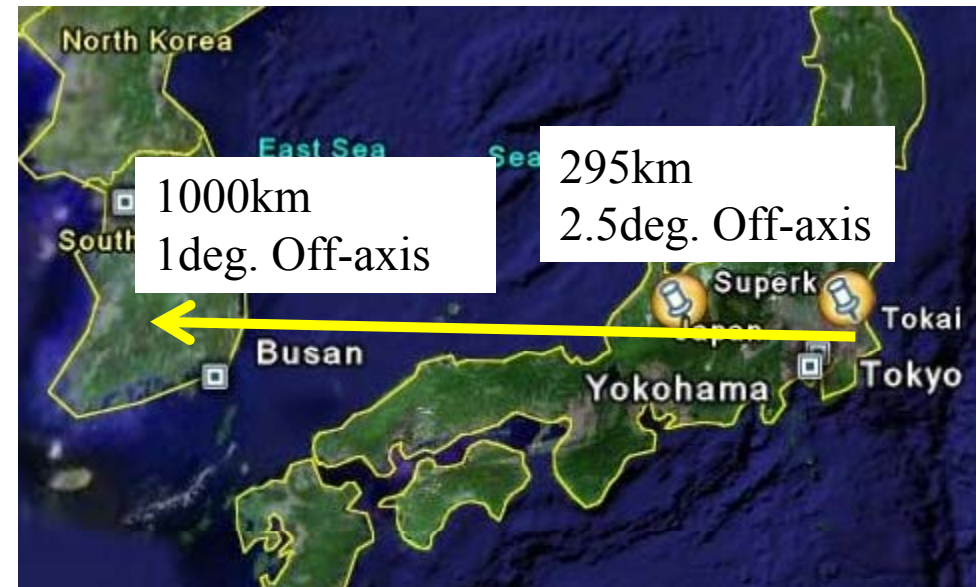 North Korea
East Sea
Sea
295km
2.5deg. Off-axis
1000km
1deg. Off-axis
South
Superk
Tokai
Japan
Busan
Tokyo
Yokohama